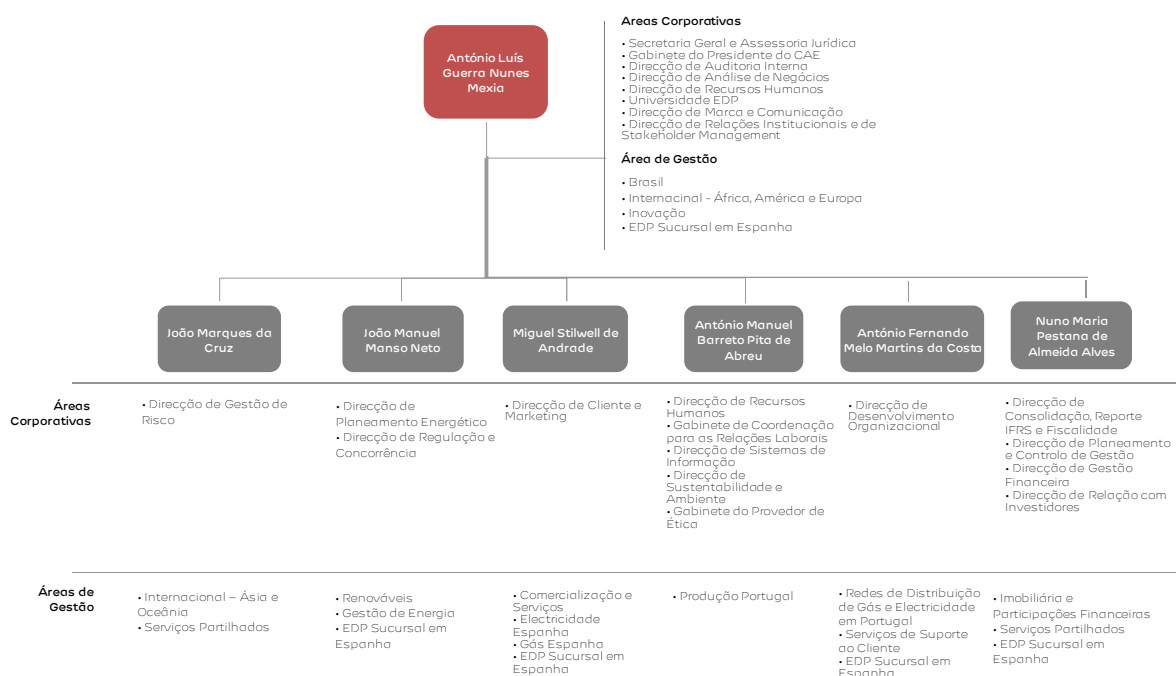 António Luís
Guerra Nunes
Mexia
Areas Corporativas
• Secretaria Geral e Assessoria Jurídica
• Gabinete do Presidente do CAE
• Direcção de Auditoria Interna
• Direcção de Análise de Negócios
• Direcção de Recursos Humanos
• Universidade EDP
• Direcção de Marca e Comunicação
• Direcção de Relações Institucionais e de
Stakeholder Management
Área de Gestão
• Brasil
• Internacinal - África, América e Europa
• Inovação
• EDP Sucursal em Espanha
João Marques da
Cruz
João Manuel
Manso Neto
Miguel Stilwell de
Andrade
António Manuel
Barreto Pita de
Abreu
António Fernando
Melo Martins da Costa
Nuno Maria
Pestana de
Almeida Alves
Áreas
Corporativas
• Direcção de Gestão de
Risco
• Direcção de
Planeamento Energético
• Direcção de Regulação e
Concorrência
• Direcção de Cliente e
Marketing
• Direcção de Recursos
Humanos
• Gabinete de Coordenação
para as Relações Laborais
• Direcção de Sistemas de
Informação
• Direcção de
Sustentabilidade e
Ambiente
• Gabinete do Provedor de
Ética
• Direcção de
Desenvolvimento
Organizacional
• Direcção de
Consolidação, Reporte
IFRS e Fiscalidade
• Direcção de Planeamento
e Controlo de Gestão
• Direcção de Gestão
Financeira
• Direcção de Relação com
Investidores
Áreas de
Gestão
• Internacional – Ásia e
Oceânia
• Serviços Partilhados
• Renováveis
• Gestão de Energia
• EDP Sucursal em
Espanha
• Comercialização e
Serviços
• Electricidade
Espanha
• Gás Espanha
• EDP Sucursal em
Espanha
• Produção Portugal
• Redes de Distribuição
de Gás e Electricidade
em Portugal
• Serviços de Suporte
ao Cliente
• EDP Sucursal em
Espanha
• Imobiliária e
Participações Financeiras
• Serviços Partilhados
• EDP Sucursal em
Espanha